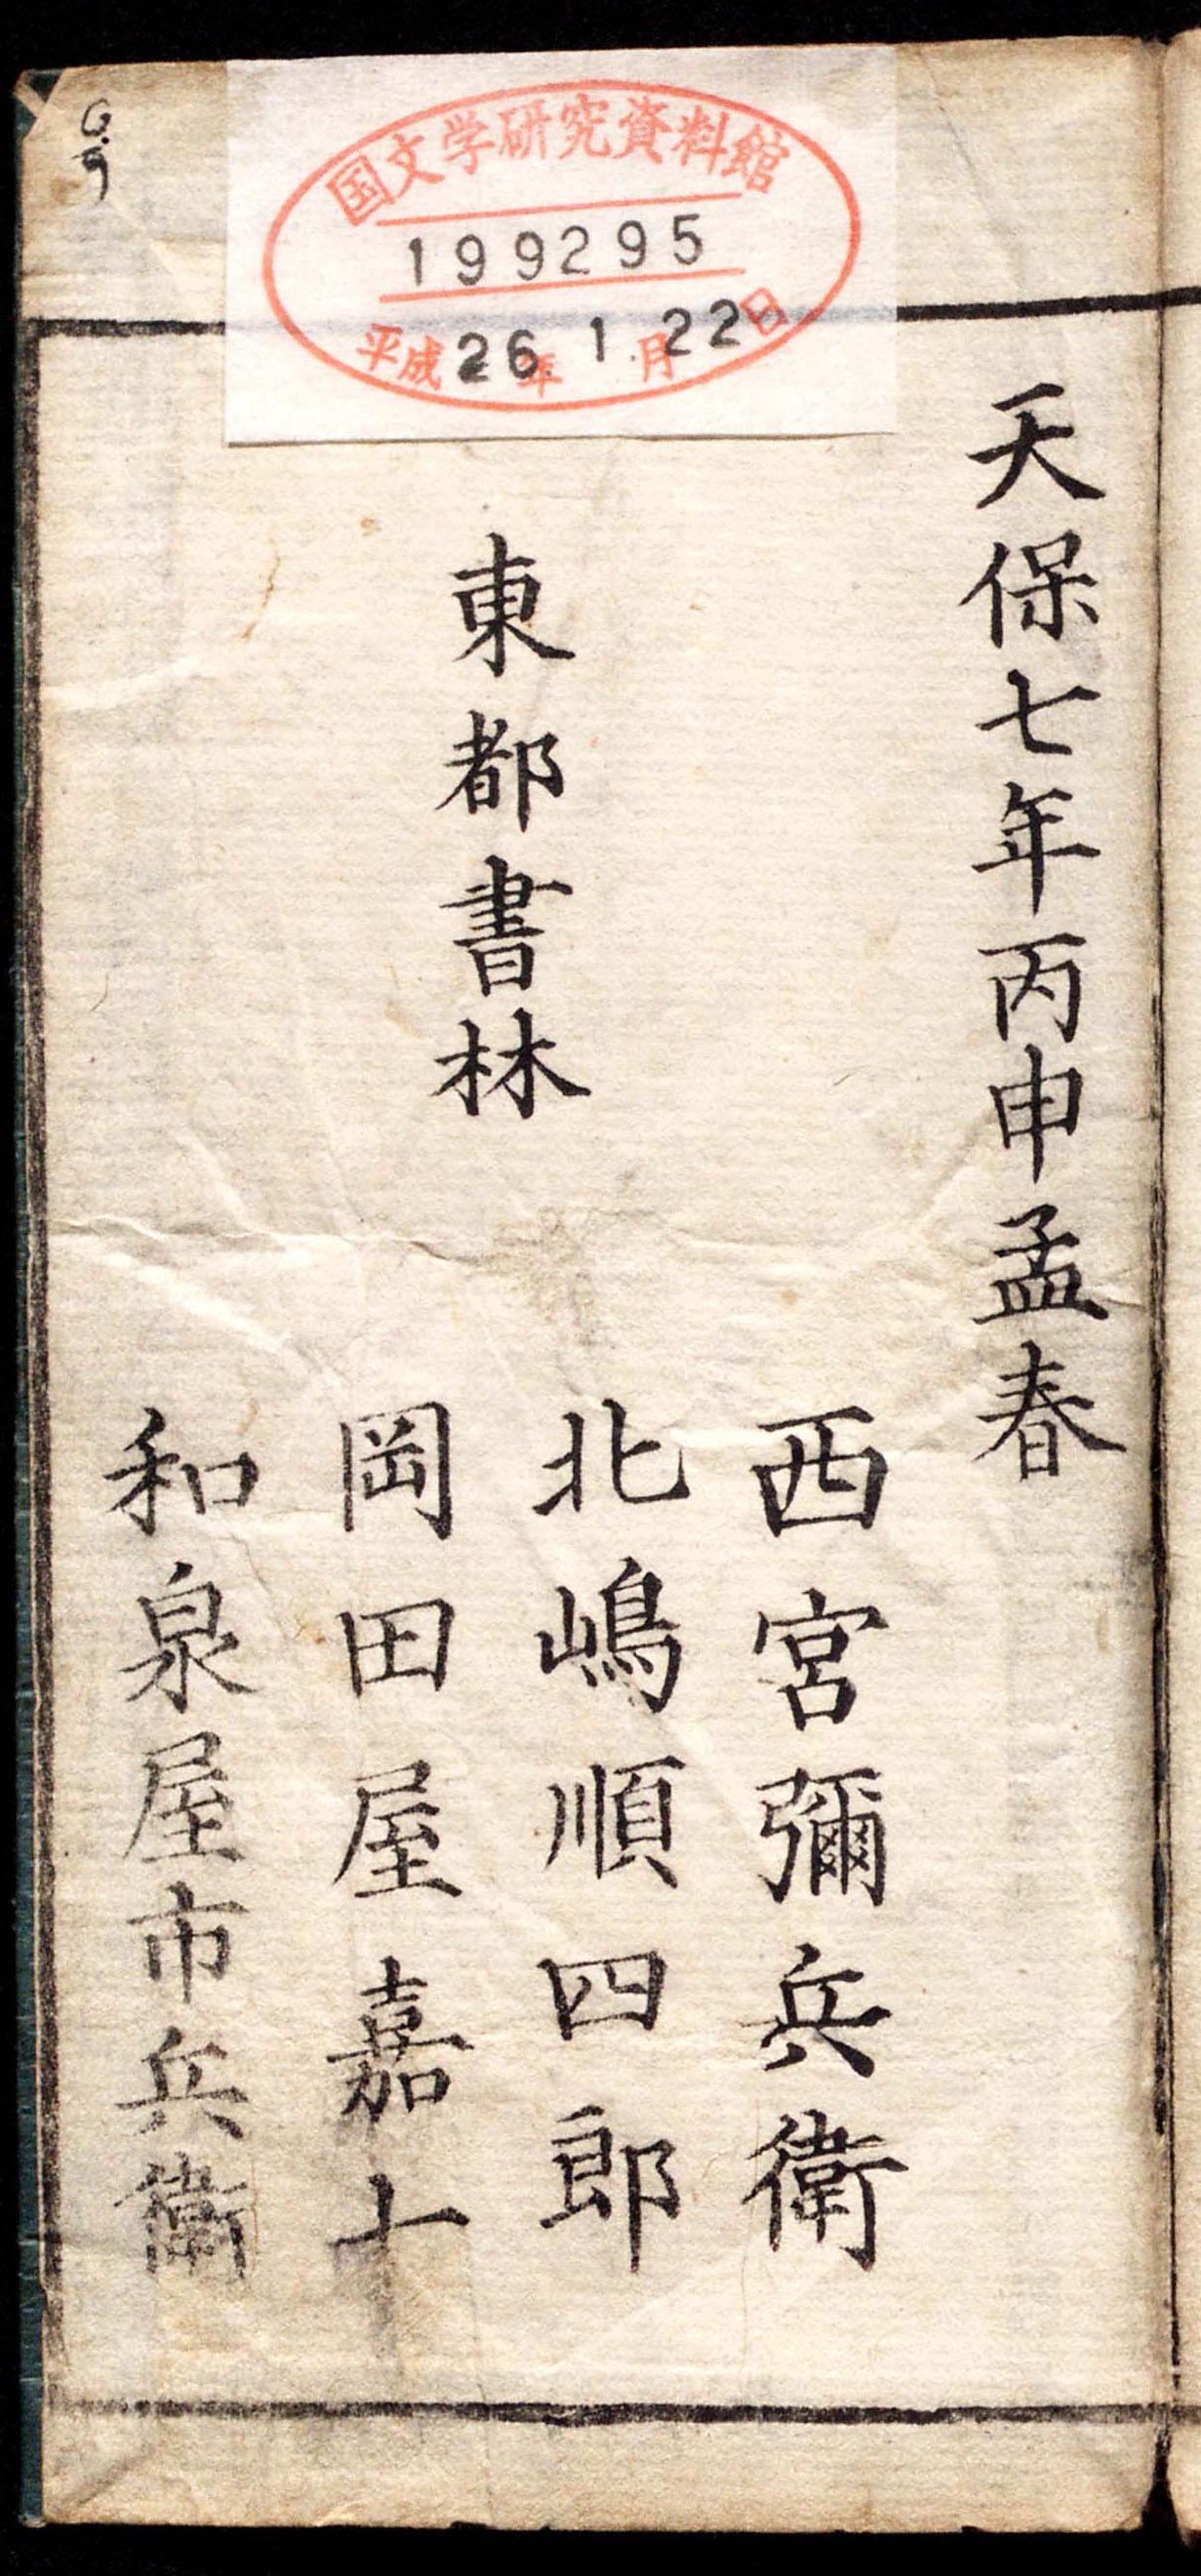 天保七年丙申孟春
東都書林
西宮彌兵衛
北嶋順四郎
岡田屋嘉七
和泉屋市兵衛
国文学研究資料館
199295
平成26年1月22日